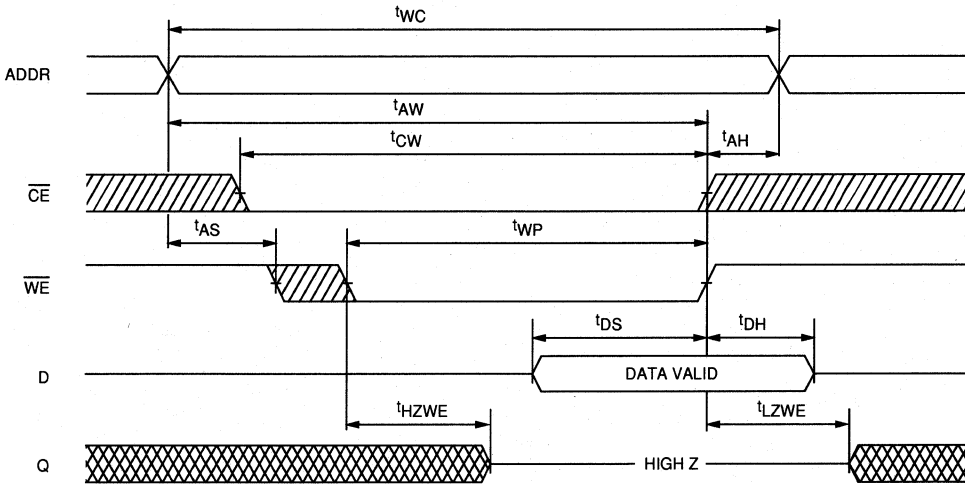 tWC
ADDR
tAW
tCW
tAH
CE
tAS
tWP
WE
tDS
tDH
D
DATA VALID
tHZWE
tLZWE
Q
HIGH Z